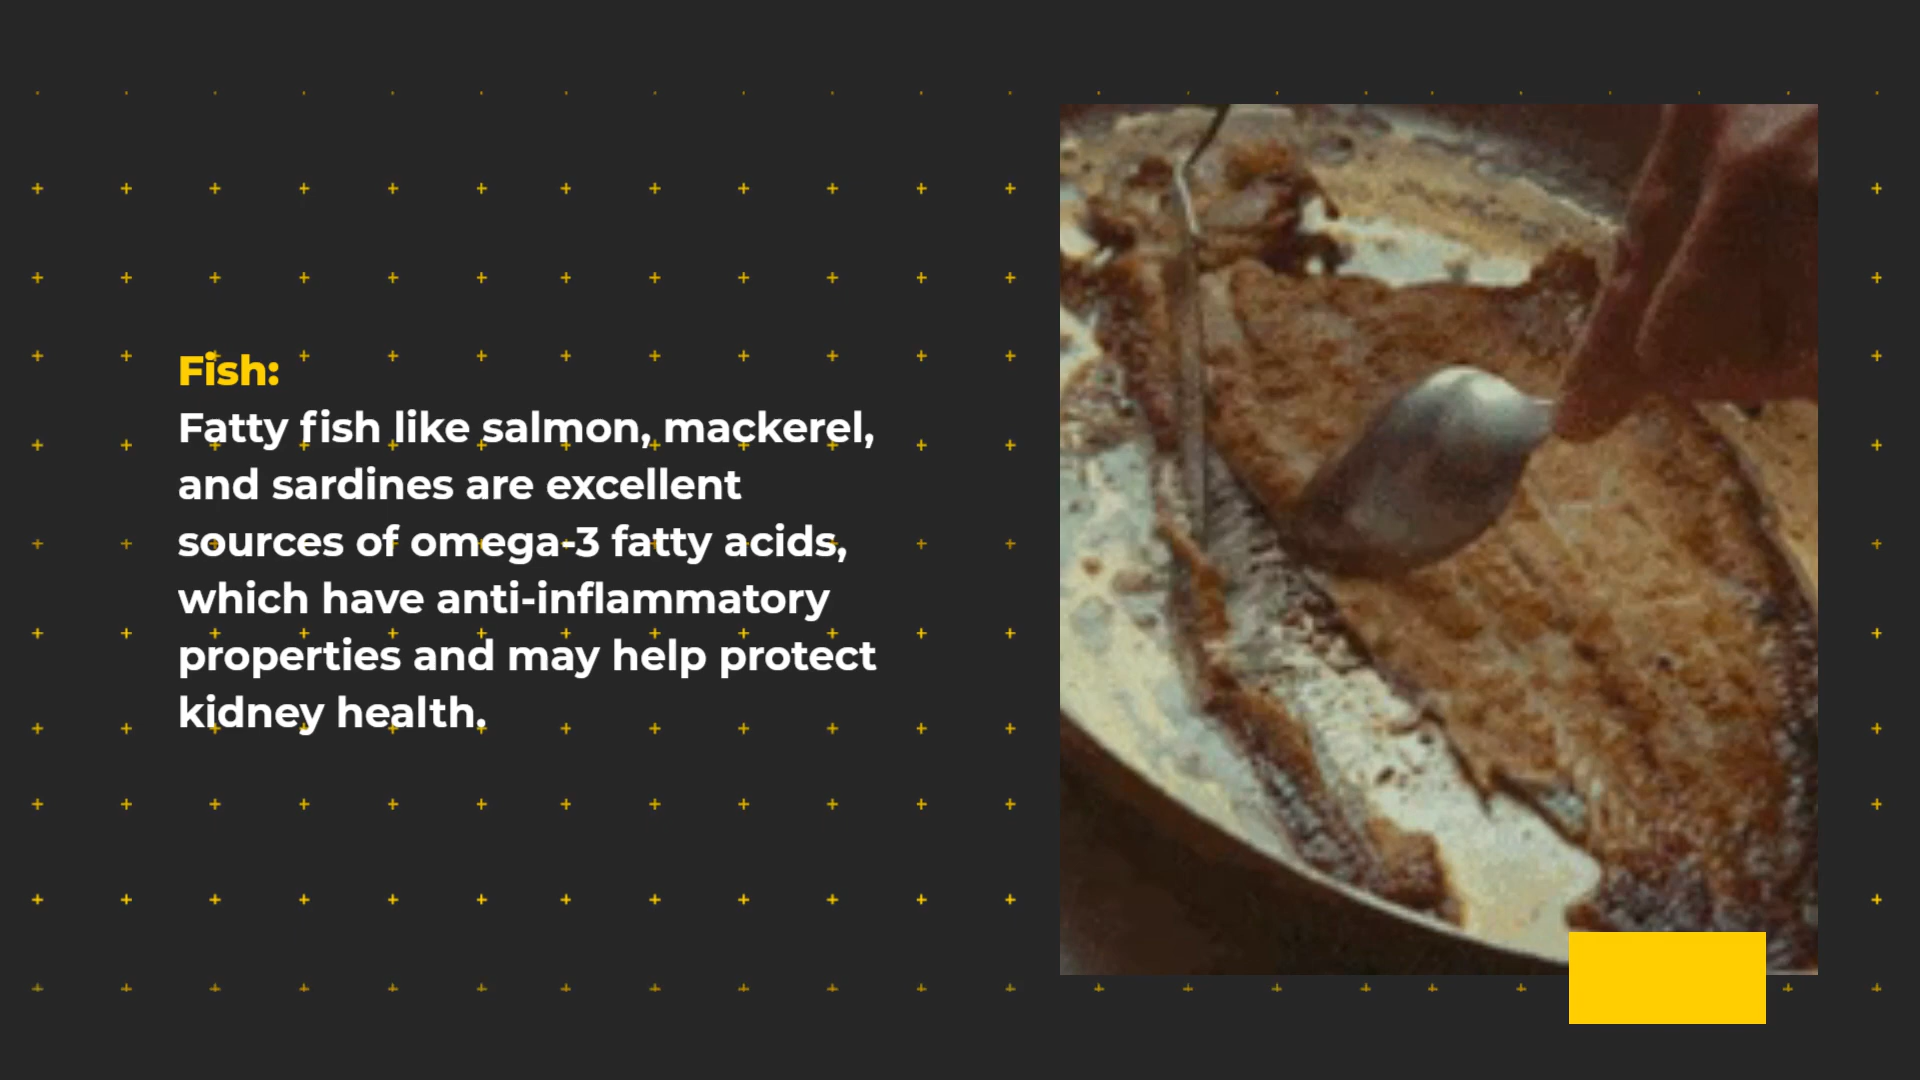 Fish:
Fatty fish like salmon, mackerel,
and sardines are excellent
sources of omega-3 fatty acids,
which have anti-inflammatory
properties and may help protect
kidney health.